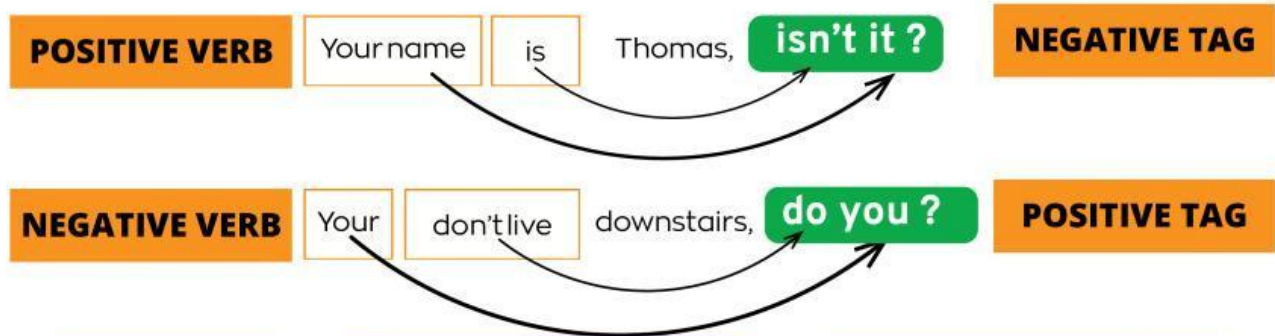 POSITIVE VERB Your name is Thomas, isn't it ? NEGATIVE TAG
NEGATIVE VERB Your don't live downstairs, do you ? POSITIVE TAG